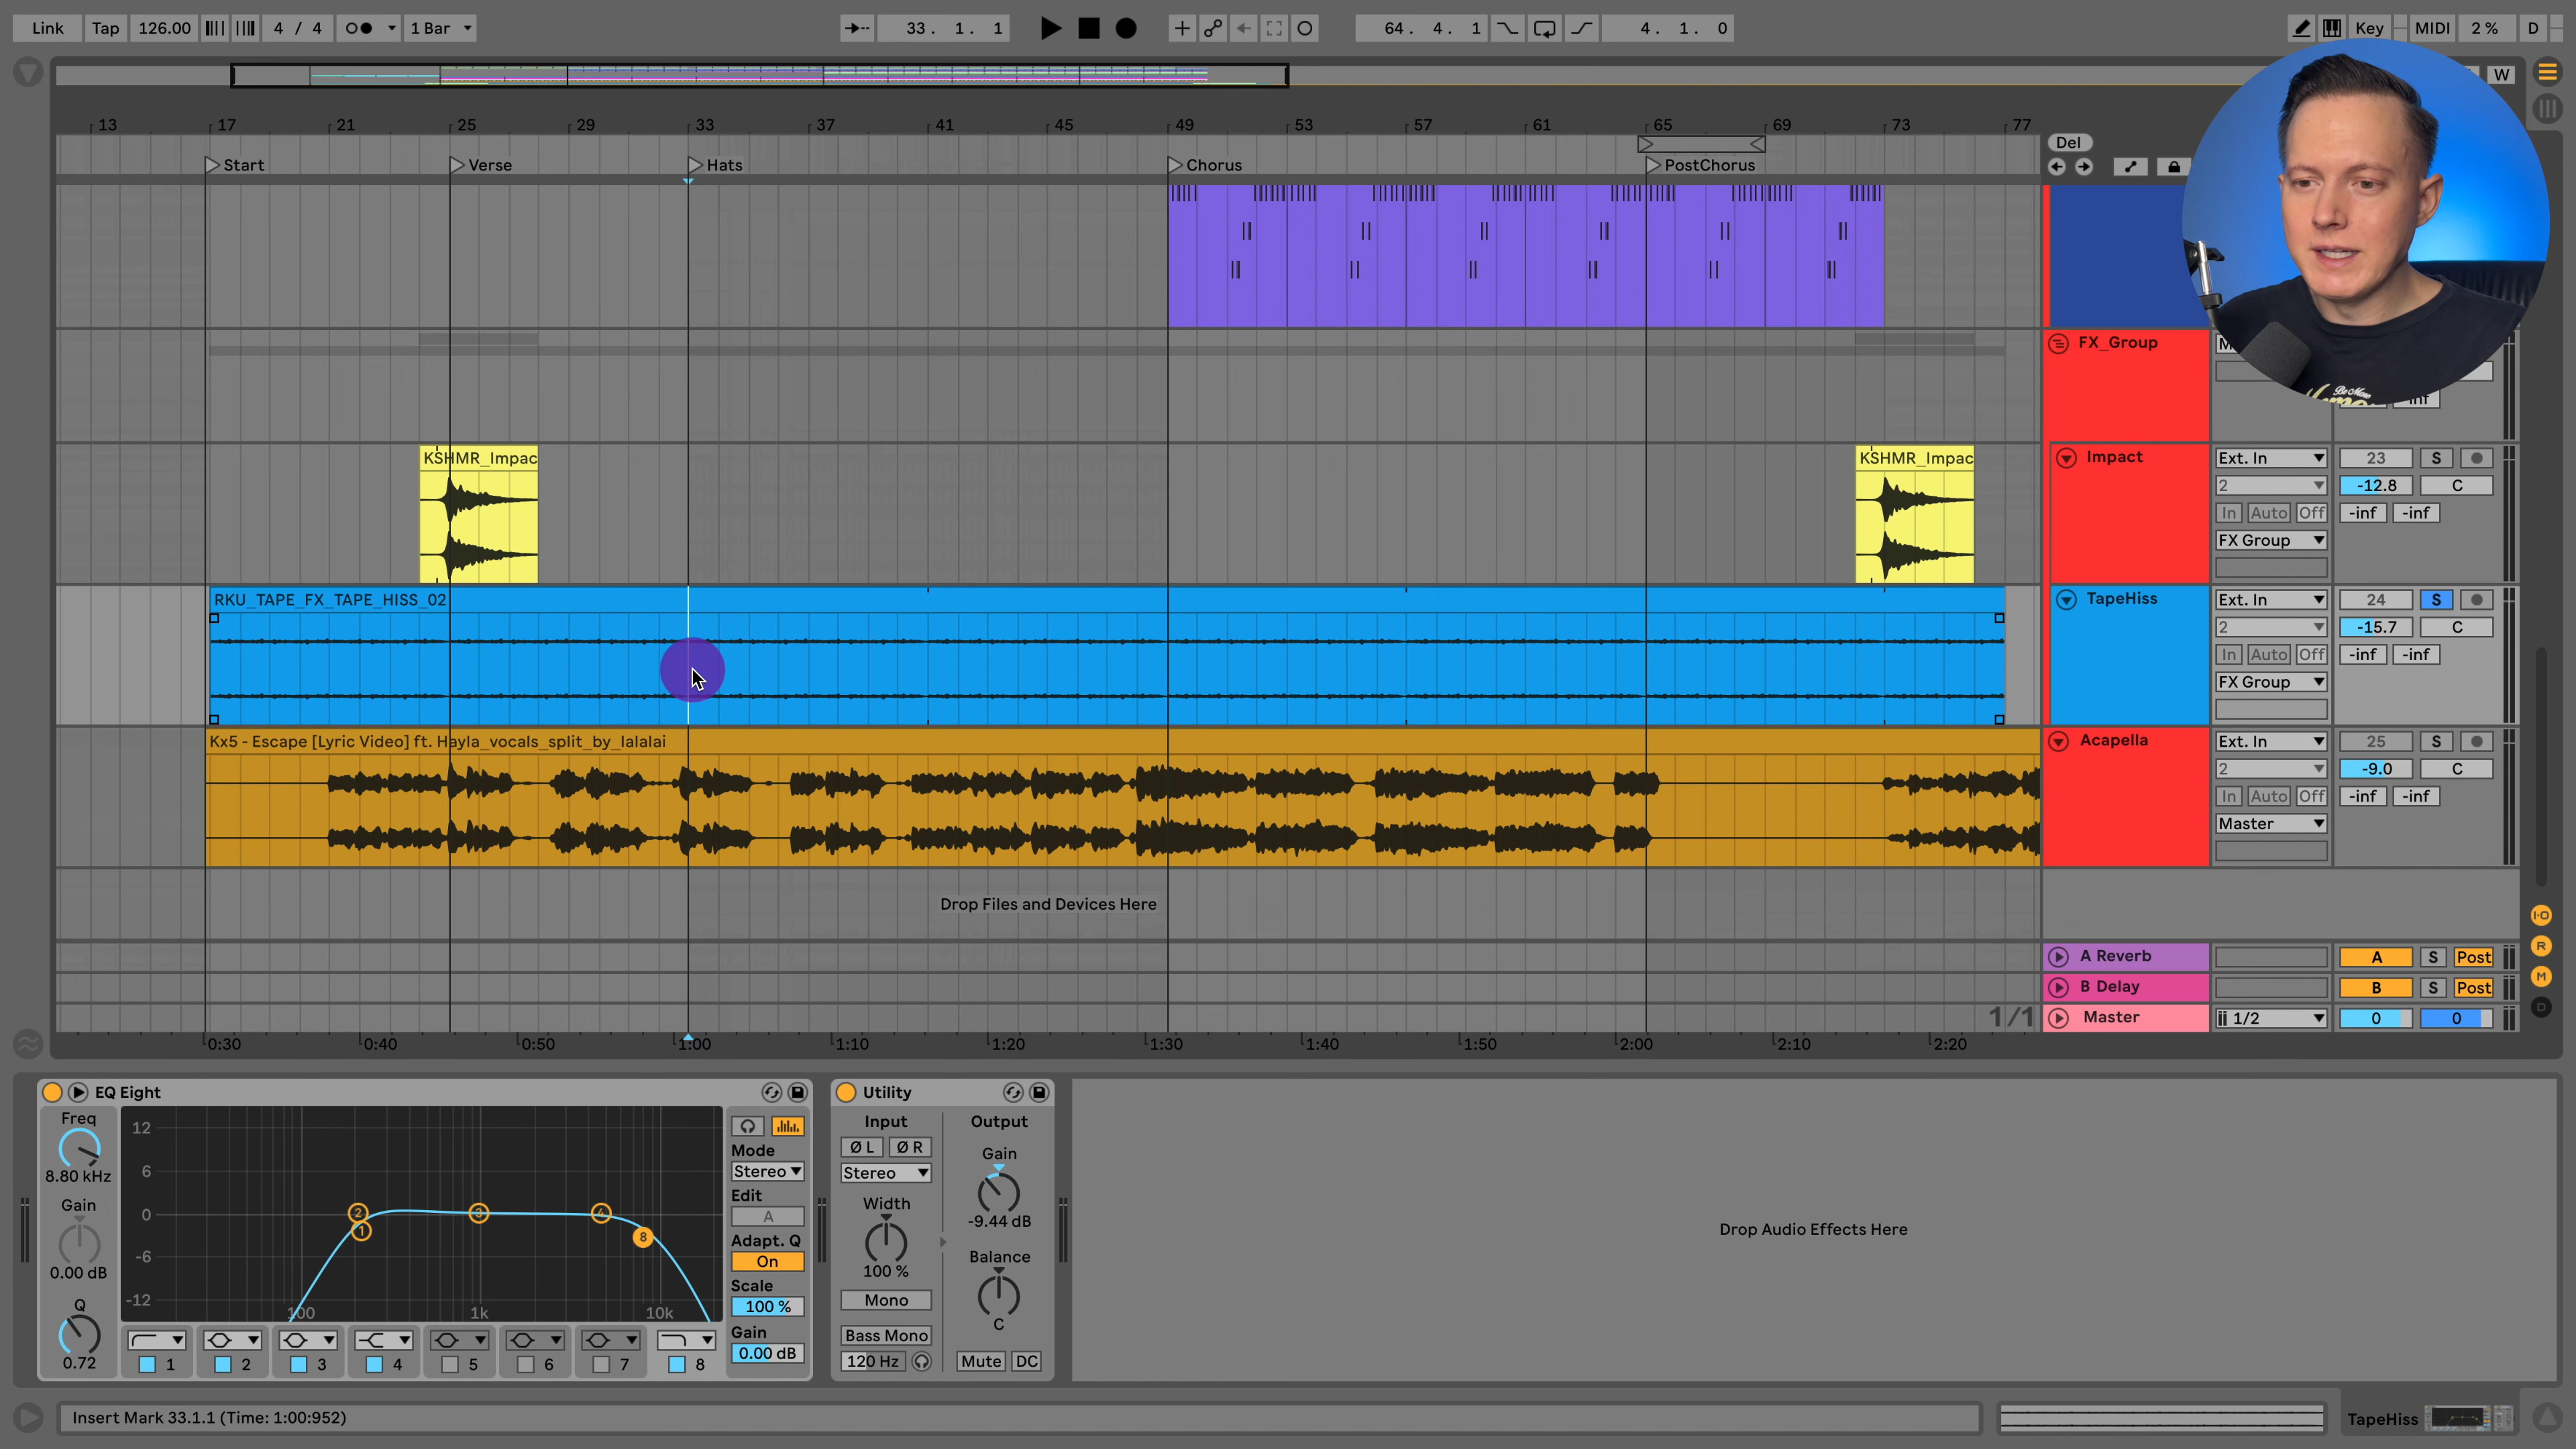 Link Tap 126.00 4 / 4 1 Bar 33. 1. 1 64. 4. 1 4. 1. 0 Key MIDI 2 % D
W
13 17 21 25 29 33 37 41 45 49 53 57 61 65 69 73 77
Del
Start Verse Hats Chorus PostChorus
FX_Group
KSHMR_Impac KSHMR_Impac Impact Ext. In 23 S
2 -12.8 C
In Auto Off -inf -inf
FX Group
RKU_TAPE_FX_TAPE_HISS_02 TapeHiss Ext. In 24 S
2 -15.7 C
In Auto Off -inf -inf
FX Group
Kx5 - Escape [Lyric Video] ft. Hayla_vocals_split_by_lalalai Acapella Ext. In 25 S
2 -9.0 C
In Auto Off -inf -inf
Master
Drop Files and Devices Here
A Reverb A S Post
B Delay B S Post
1/1 Master 1/2 0 0
I·O
R
M
D
0:30 0:40 0:50 1:00 1:10 1:20 1:30 1:40 1:50 2:00 2:10 2:20
EQ Eight
Freq
8.80 kHz
Gain
0.00 dB
Q
0.72
12
6
0
-6
-12
100 1k 10k
2 1 3 4 8
1 2 3 4 5 6 7 8
Mode
Stereo
Edit
A
Adapt. Q
On
Scale
100 %
Gain
0.00 dB
Utility
Input Output
Ø L Ø R Gain
Stereo
Width -9.44 dB
Balance
100 %
Mono
C
Bass Mono
120 Hz Mute DC
Drop Audio Effects Here
Insert Mark 33.1.1 (Time: 1:00:952) TapeHiss